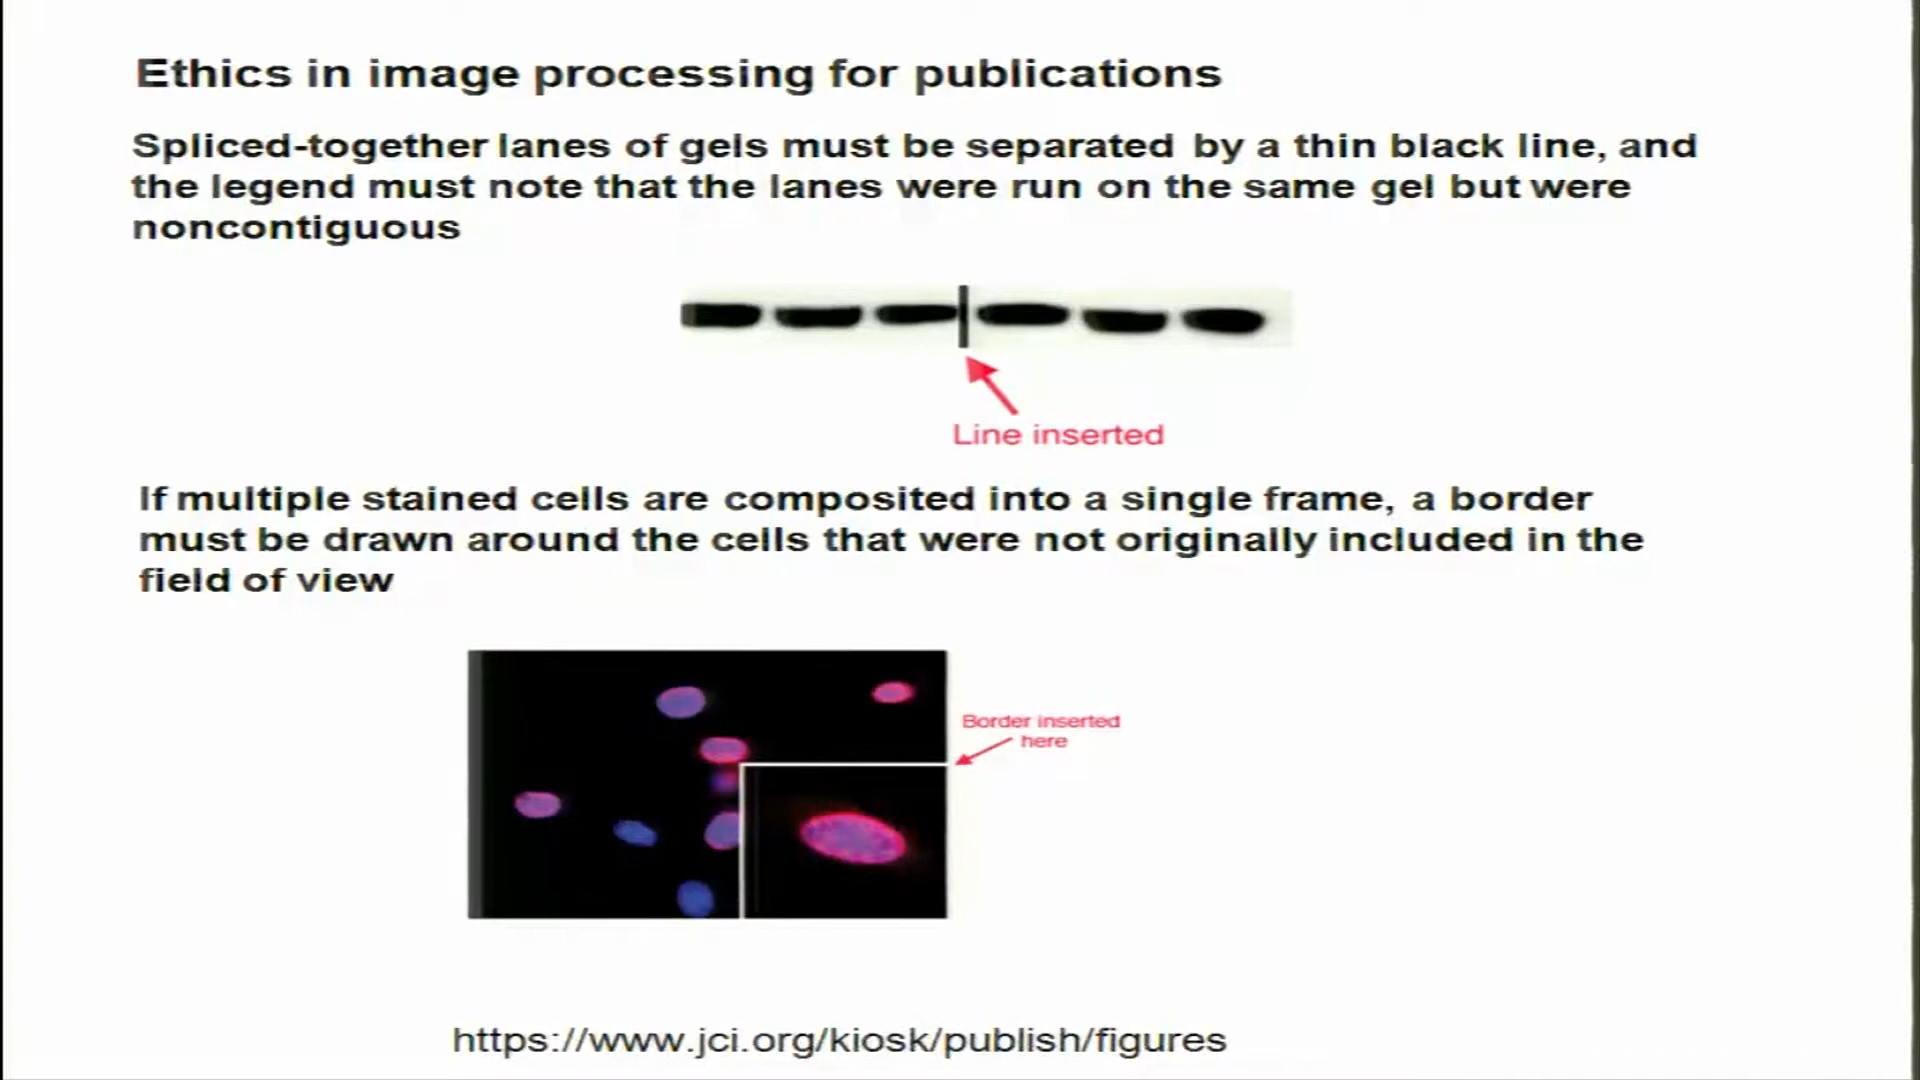 Ethics in image processing for publications
Spliced-together lanes of gels must be separated by a thin black line, and
the legend must note that the lanes were run on the same gel but were
noncontiguous
Line inserted
If multiple stained cells are composited into a single frame, a border
must be drawn around the cells that were not originally included in the
field of view
Border inserted
here
https://www.jci.org/kiosk/publish/figures